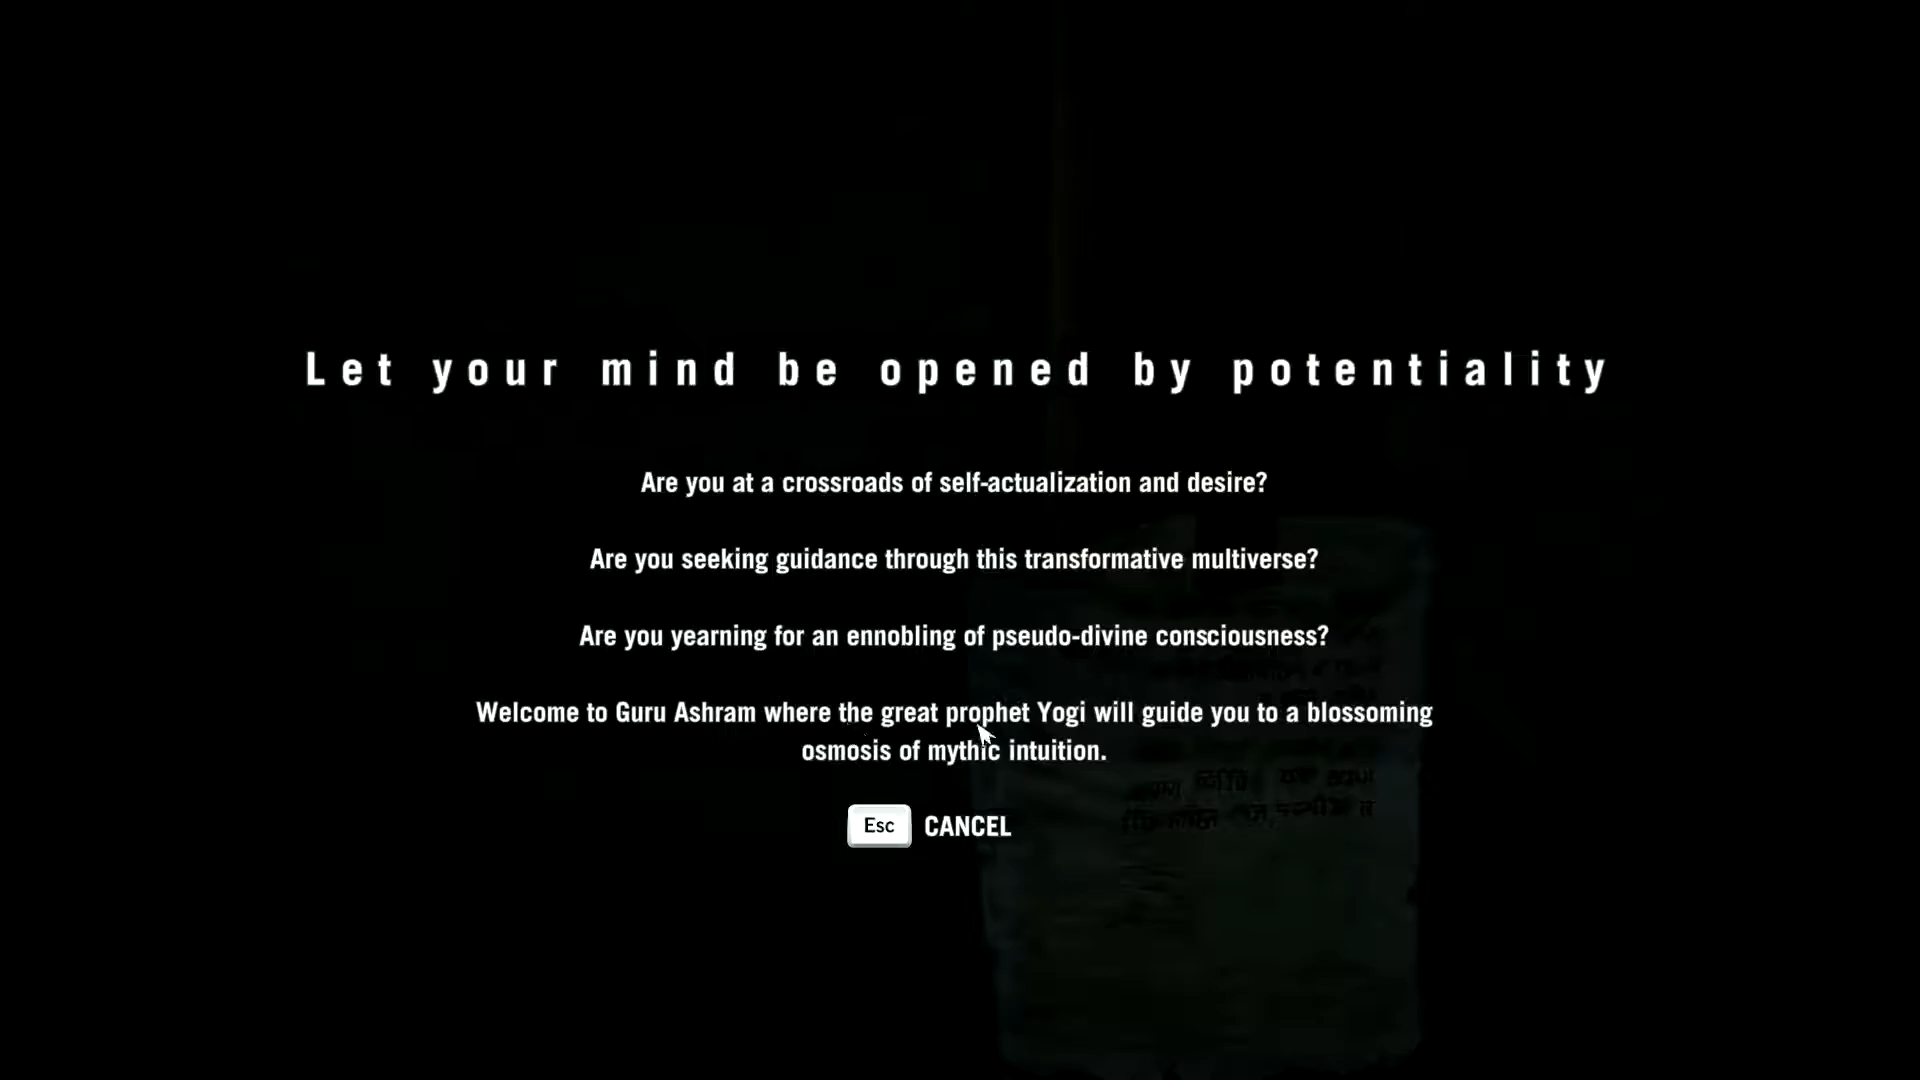 Let your mind be opened by potentiality
Are you at a crossroads of self-actualization and desire?
Are you seeking guidance through this transformative multiverse?
Are you yearning for an ennobling of pseudo-divine consciousness?
Welcome to Guru Ashram where the great prophet Yogi will guide you to a blossoming
osmosis of mythic intuition.
Esc CANCEL